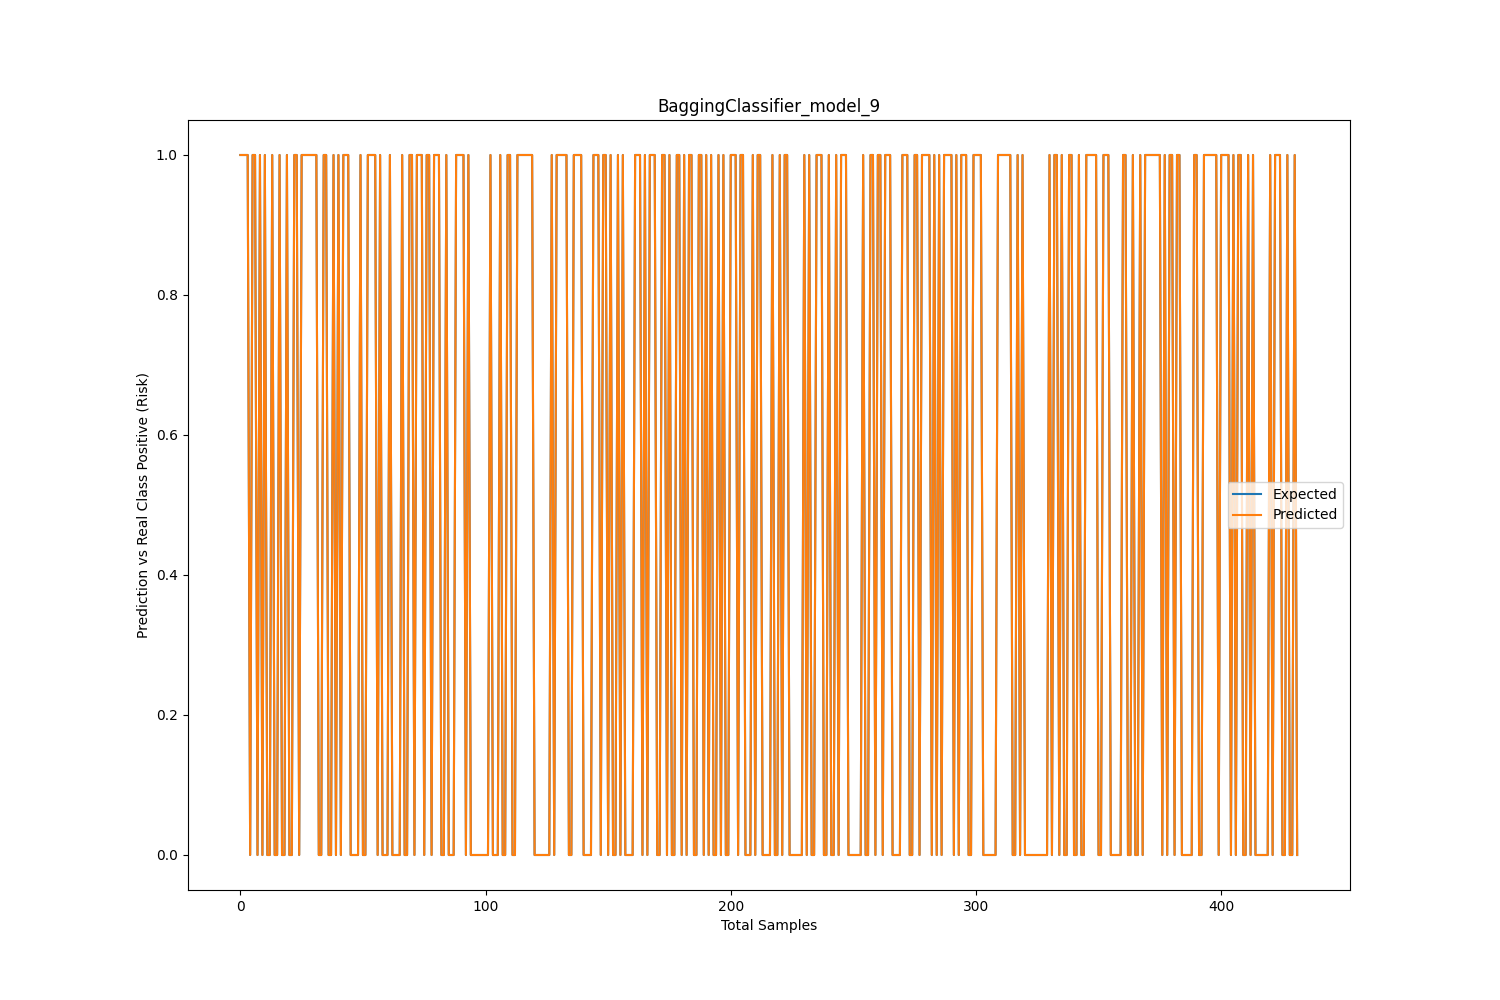 BaggingClassifier_model_9
1.0
0.8
0.6
0.4
0.2
0.0
Prediction vs Real Class Positive (Risk)
Expected
Predicted
0 100 200 300 400
Total Samples